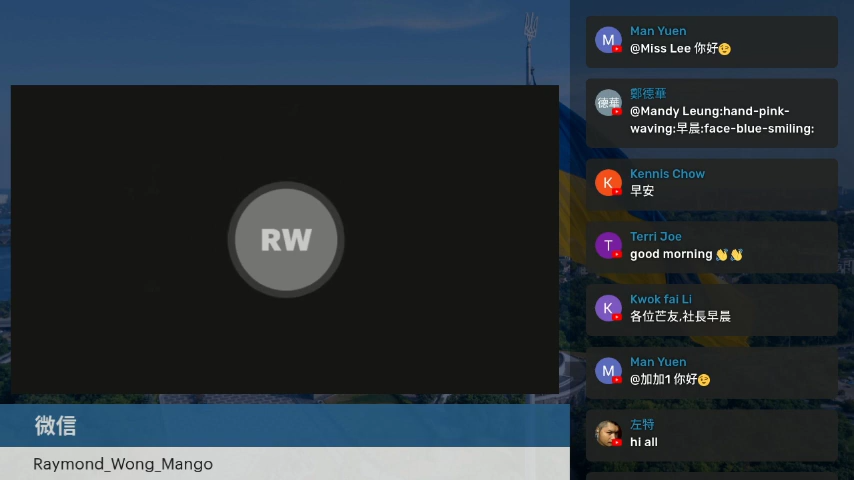 RW
微信
Raymond_Wong_Mango
M
Man Yuen
@Miss Lee 你好😉
德華
鄭德華
@Mandy Leung:hand-pink-
waving:早晨:face-blue-smiling:
K
Kennis Chow
早安
T
Terri Joe
good morning 👋👋
K
Kwok fai Li
各位芒友,社長早晨
M
Man Yuen
@加加1 你好😉
左特
hi all